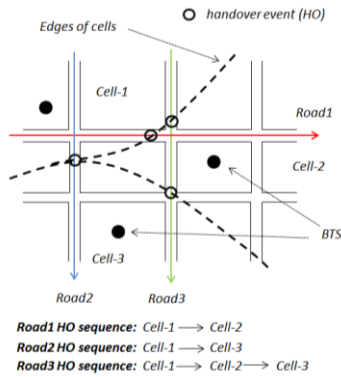 handover event (HO)
Edges of cells
Cell-1
Road1
Cell-2
BTS
Cell-3
Road2
Road3
Road1 HO sequence: Cell-1 → Cell-2
Road2 HO sequence: Cell-1 → Cell-3
Road3 HO sequence: Cell-1 → Cell-2 → Cell-3